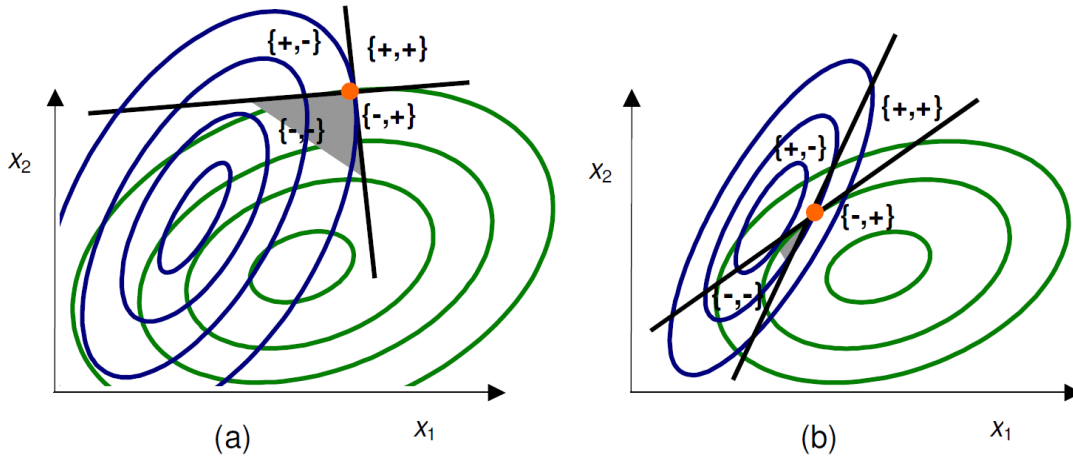 {+,-}
{+,+}
{-,-}
{-,+}
x2
x1
(a)
{+,+}
{+,-}
{-,+}
{-,-}
x2
x1
(b)